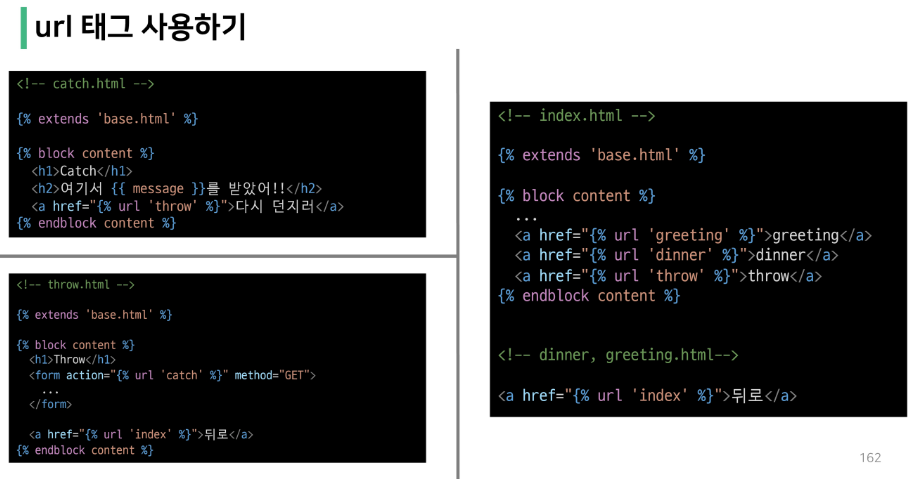 url 태그 사용하기
<!-- catch.html -->
{% extends 'base.html' %}
{% block content %}
<h1>Catch</h1>
<h2>여기서 {{ message }}를 받았어!!</h2>
<a href="{% url 'throw' %}">다시 던지러</a>
{% endblock content %}
<!-- throw.html -->
{% extends 'base.html' %}
{% block content %}
<h1>Throw</h1>
<form action="{% url 'catch' %}" method="GET">
...
</form>
<a href="{% url 'index' %}">뒤로</a>
{% endblock content %}
<!-- index.html -->
{% extends 'base.html' %}
{% block content %}
...
<a href="{% url 'greeting' %}">greeting</a>
<a href="{% url 'dinner' %}">dinner</a>
<a href="{% url 'throw' %}">throw</a>
{% endblock content %}
<!-- dinner, greeting.html-->
<a href="{% url 'index' %}">뒤로</a>
162